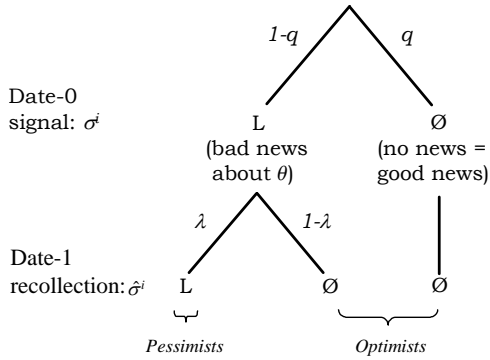 1-q q
Date-0
signal: σⁱ
L Ø
(bad news (no news =
about θ) good news)
λ 1-λ
Date-1
recollection: σ̂ⁱ L Ø Ø
Pessimists Optimists